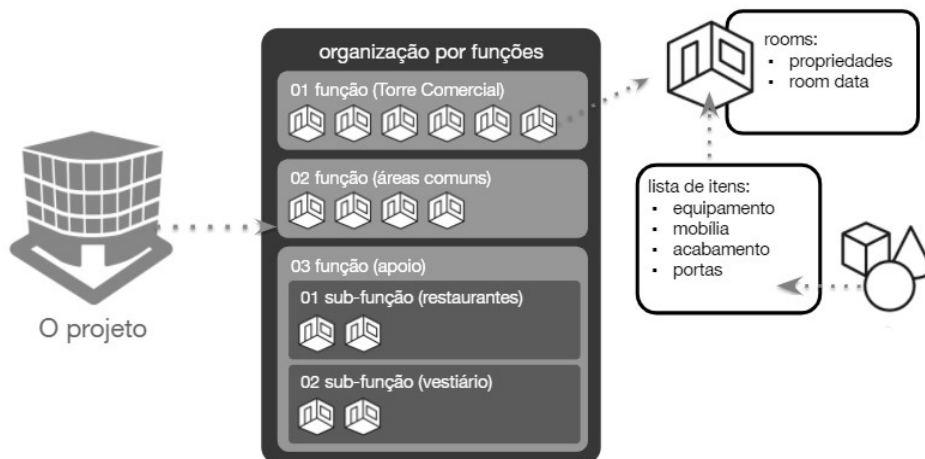 organização por funções
01 função (Torre Comercial)
02 função (áreas comuns)
03 função (apoio)
01 sub-função (restaurantes)
02 sub-função (vestiário)
O projeto
rooms:
▪ propriedades
▪ room data
lista de itens:
▪ equipamento
▪ mobília
▪ acabamento
▪ portas